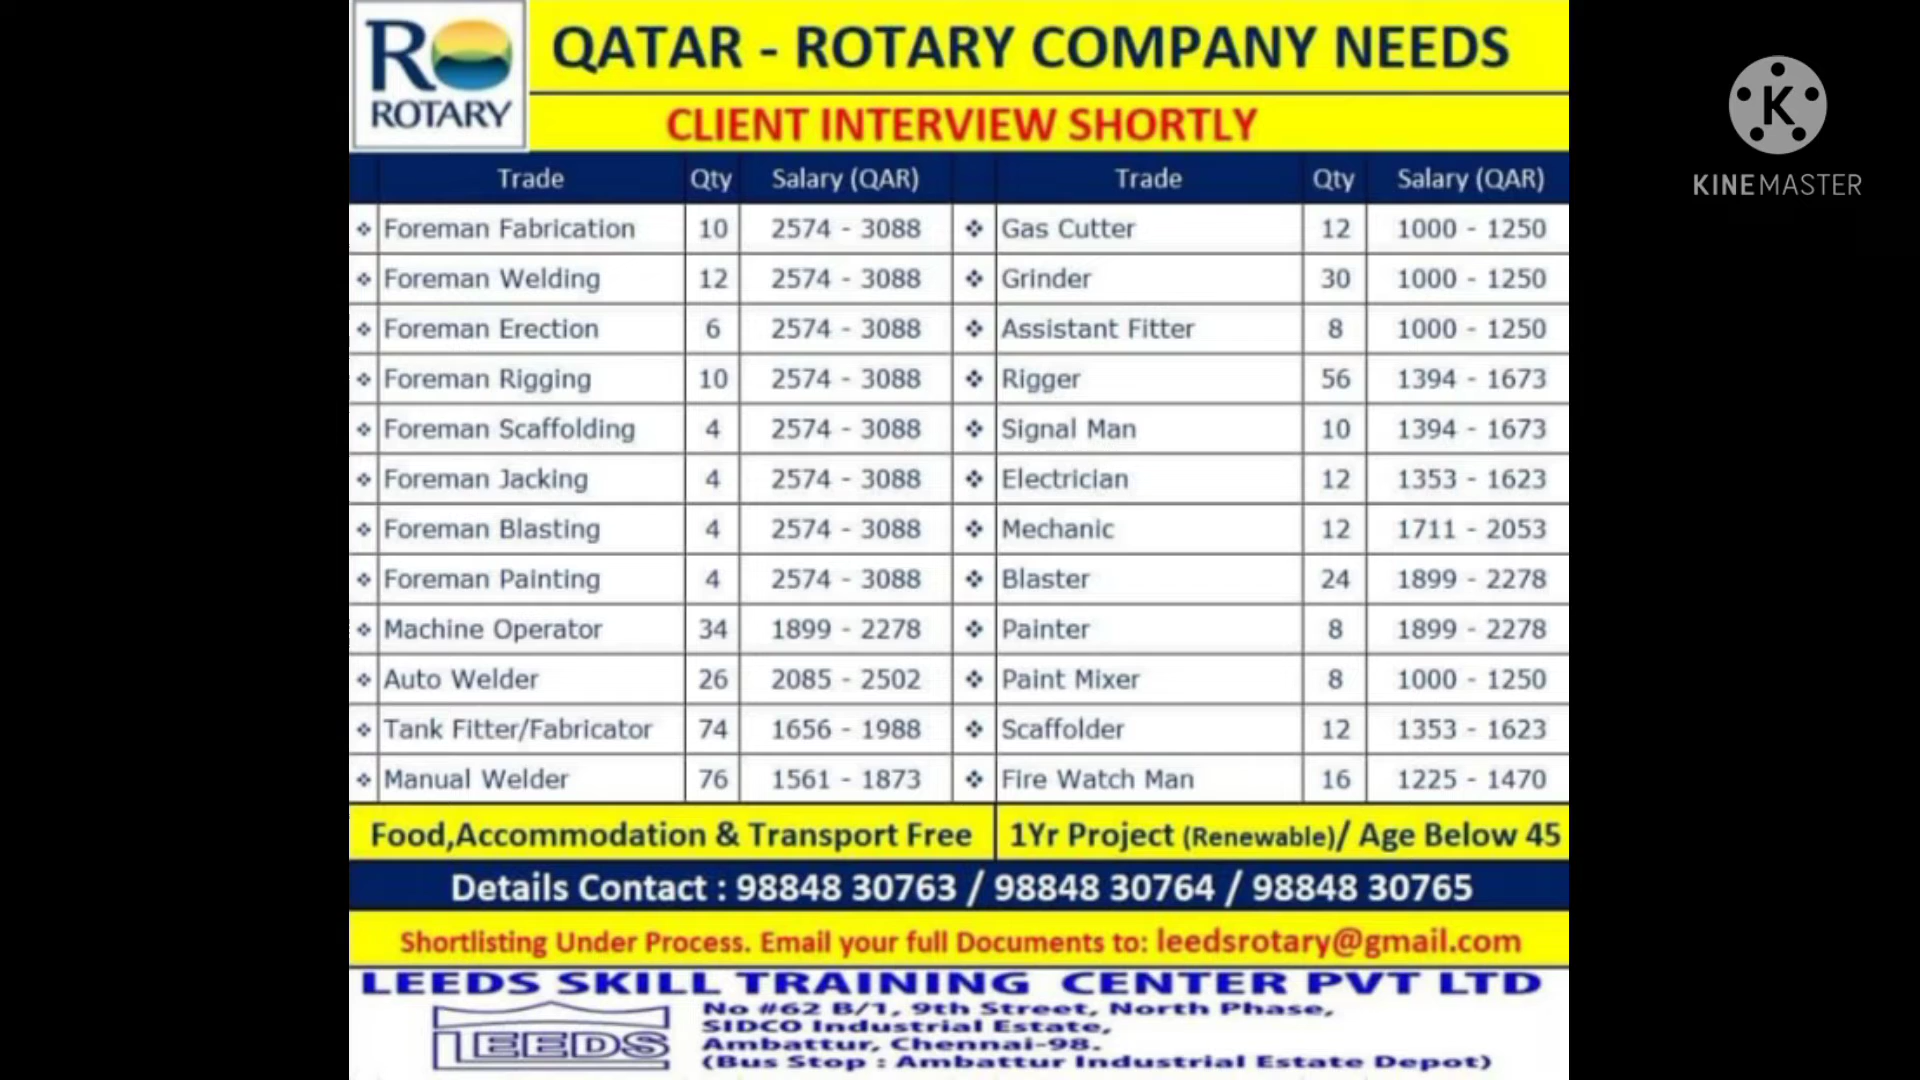 RO
ROTARY
QATAR - ROTARY COMPANY NEEDS
CLIENT INTERVIEW SHORTLY
K
KINEMASTER
Trade Qty Salary (QAR) Trade Qty Salary (QAR)
❖ Foreman Fabrication 10 2574 - 3088 ❖ Gas Cutter 12 1000 - 1250
❖ Foreman Welding 12 2574 - 3088 ❖ Grinder 30 1000 - 1250
❖ Foreman Erection 6 2574 - 3088 ❖ Assistant Fitter 8 1000 - 1250
❖ Foreman Rigging 10 2574 - 3088 ❖ Rigger 56 1394 - 1673
❖ Foreman Scaffolding 4 2574 - 3088 ❖ Signal Man 10 1394 - 1673
❖ Foreman Jacking 4 2574 - 3088 ❖ Electrician 12 1353 - 1623
❖ Foreman Blasting 4 2574 - 3088 ❖ Mechanic 12 1711 - 2053
❖ Foreman Painting 4 2574 - 3088 ❖ Blaster 24 1899 - 2278
❖ Machine Operator 34 1899 - 2278 ❖ Painter 8 1899 - 2278
❖ Auto Welder 26 2085 - 2502 ❖ Paint Mixer 8 1000 - 1250
❖ Tank Fitter/Fabricator 74 1656 - 1988 ❖ Scaffolder 12 1353 - 1623
❖ Manual Welder 76 1561 - 1873 ❖ Fire Watch Man 16 1225 - 1470
Food,Accommodation & Transport Free 1Yr Project (Renewable)/ Age Below 45
Details Contact : 98848 30763 / 98848 30764 / 98848 30765
Shortlisting Under Process. Email your full Documents to: leedsrotary@gmail.com
LEEDS SKILL TRAINING CENTER PVT LTD
LEEDS
No #62 B/1, 9th Street, North Phase,
SIDCO Industrial Estate,
Ambattur, Chennai-98.
(Bus Stop : Ambattur Industrial Estate Depot)